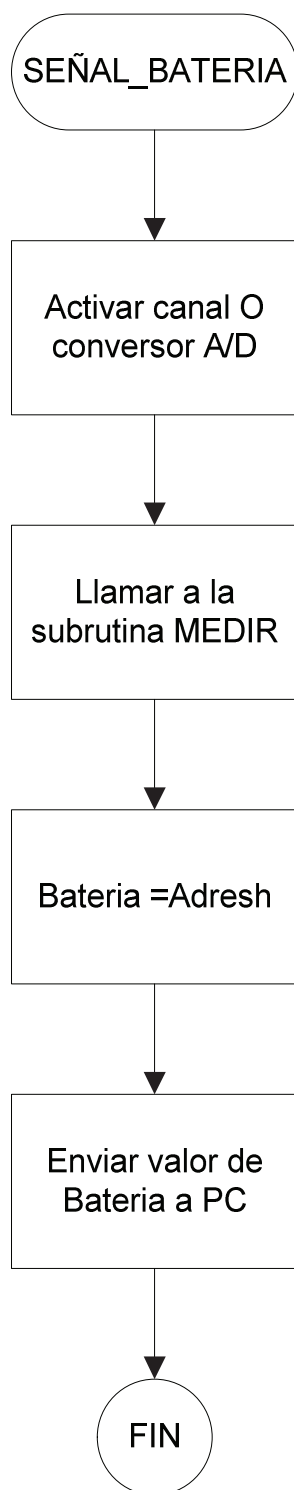 SEÑAL_BATERIA
Activar canal O
conversor A/D
Llamar a la
subrutina MEDIR
Bateria =Adresh
Enviar valor de
Bateria a PC
FIN